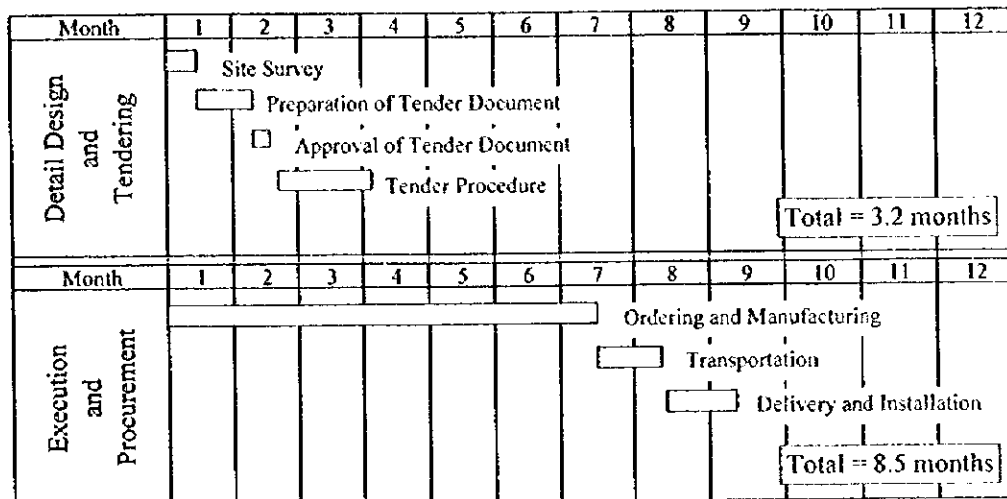 Month 1 2 3 4 5 6 7 8 9 10 11 12
Detail Design
and
Tendering
Site Survey
Preparation of Tender Document
Approval of Tender Document
Tender Procedure
Total = 3.2 months
Month 1 2 3 4 5 6 7 8 9 10 11 12
Execution
and
Procurement
Ordering and Manufacturing
Transportation
Delivery and Installation
Total = 8.5 months